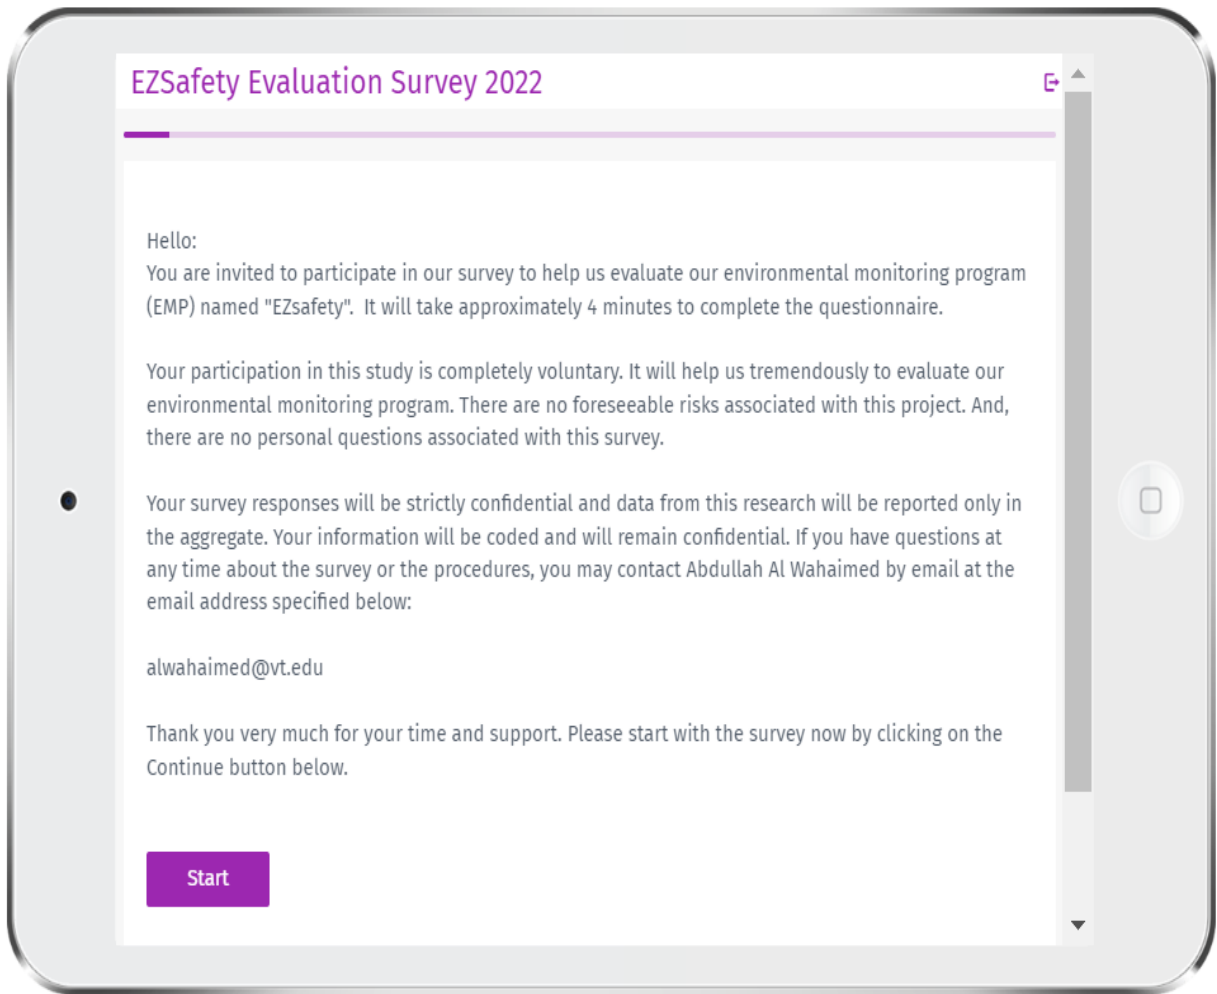 EZSafety Evaluation Survey 2022
Hello:
You are invited to participate in our survey to help us evaluate our environmental monitoring program
(EMP) named "EZsafety".  It will take approximately 4 minutes to complete the questionnaire.
Your participation in this study is completely voluntary. It will help us tremendously to evaluate our
environmental monitoring program. There are no foreseeable risks associated with this project. And,
there are no personal questions associated with this survey.
Your survey responses will be strictly confidential and data from this research will be reported only in
the aggregate. Your information will be coded and will remain confidential. If you have questions at
any time about the survey or the procedures, you may contact Abdullah Al Wahaimed by email at the
email address specified below:
alwahaimed@vt.edu
Thank you very much for your time and support. Please start with the survey now by clicking on the
Continue button below.
Start